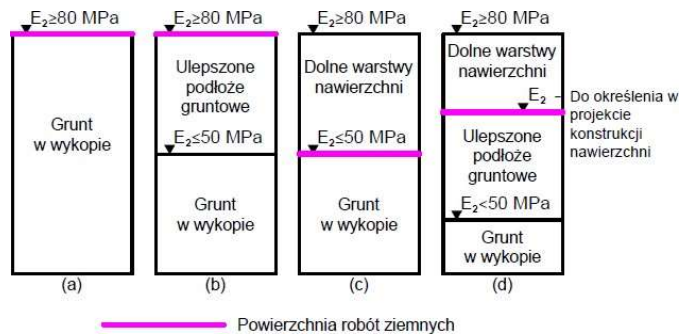 E₂≥80 MPa
Grunt
w wykopie
(a)
E₂≥80 MPa
Ulepszone
podłoże
gruntowe
E₂≤50 MPa
Grunt
w wykopie
(b)
E₂≥80 MPa
Dolne warstwy
nawierzchni
E₂≤50 MPa
Grunt
w wykopie
(c)
E₂≥80 MPa
Dolne warstwy
nawierzchni
E₂ – Do określenia w
projekcie
konstrukcji
nawierzchni
Ulepszone
podłoże
gruntowe
E₂<50 MPa
Grunt
w wykopie
(d)
Powierzchnia robót ziemnych